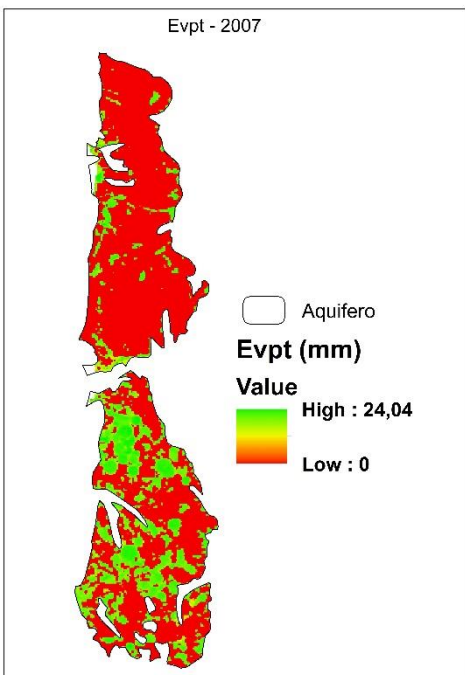 Evpt - 2007
Aquifero
Evpt (mm)
Value
High : 24,04
Low : 0